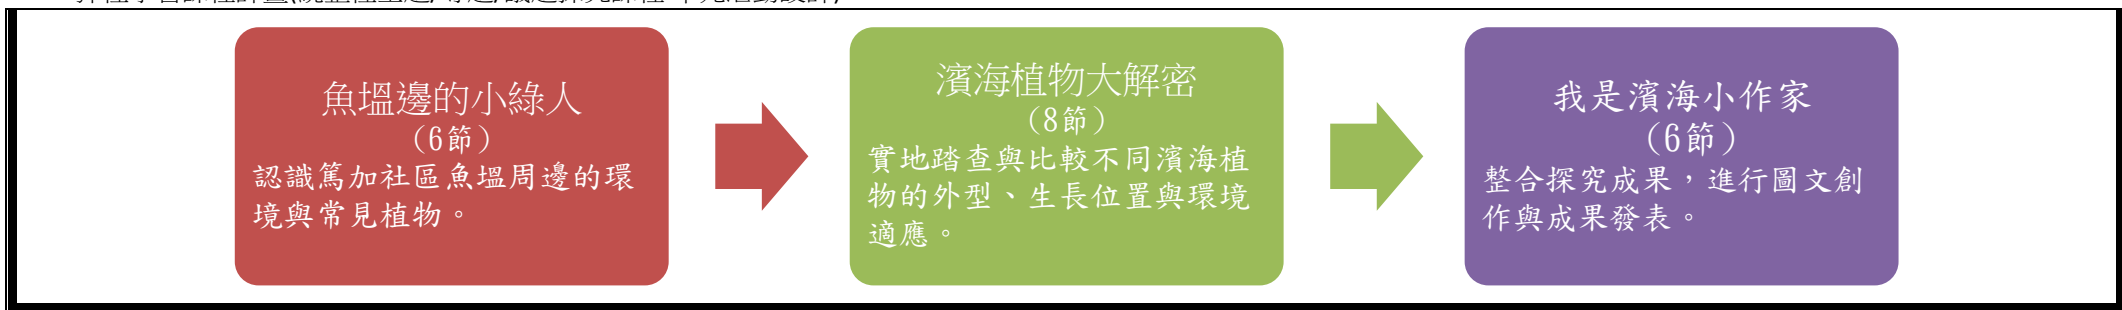 魚塭邊的小綠人
（6節）
認識篤加社區魚塭周邊的環
境與常見植物。
濱海植物大解密
（8節）
實地踏查與比較不同濱海植
物的外型、生長位置與環境
適應。
我是濱海小作家
（6節）
整合探究成果，進行圖文創
作與成果發表。